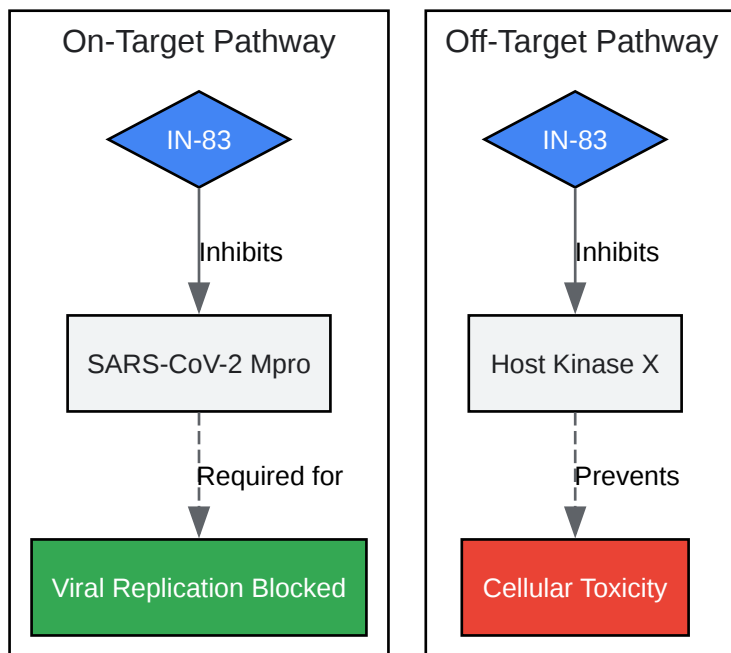 On-Target Pathway
IN-83
Inhibits
SARS-CoV-2 Mpro
Required for
Viral Replication Blocked
Off-Target Pathway
IN-83
Inhibits
Host Kinase X
Prevents
Cellular Toxicity